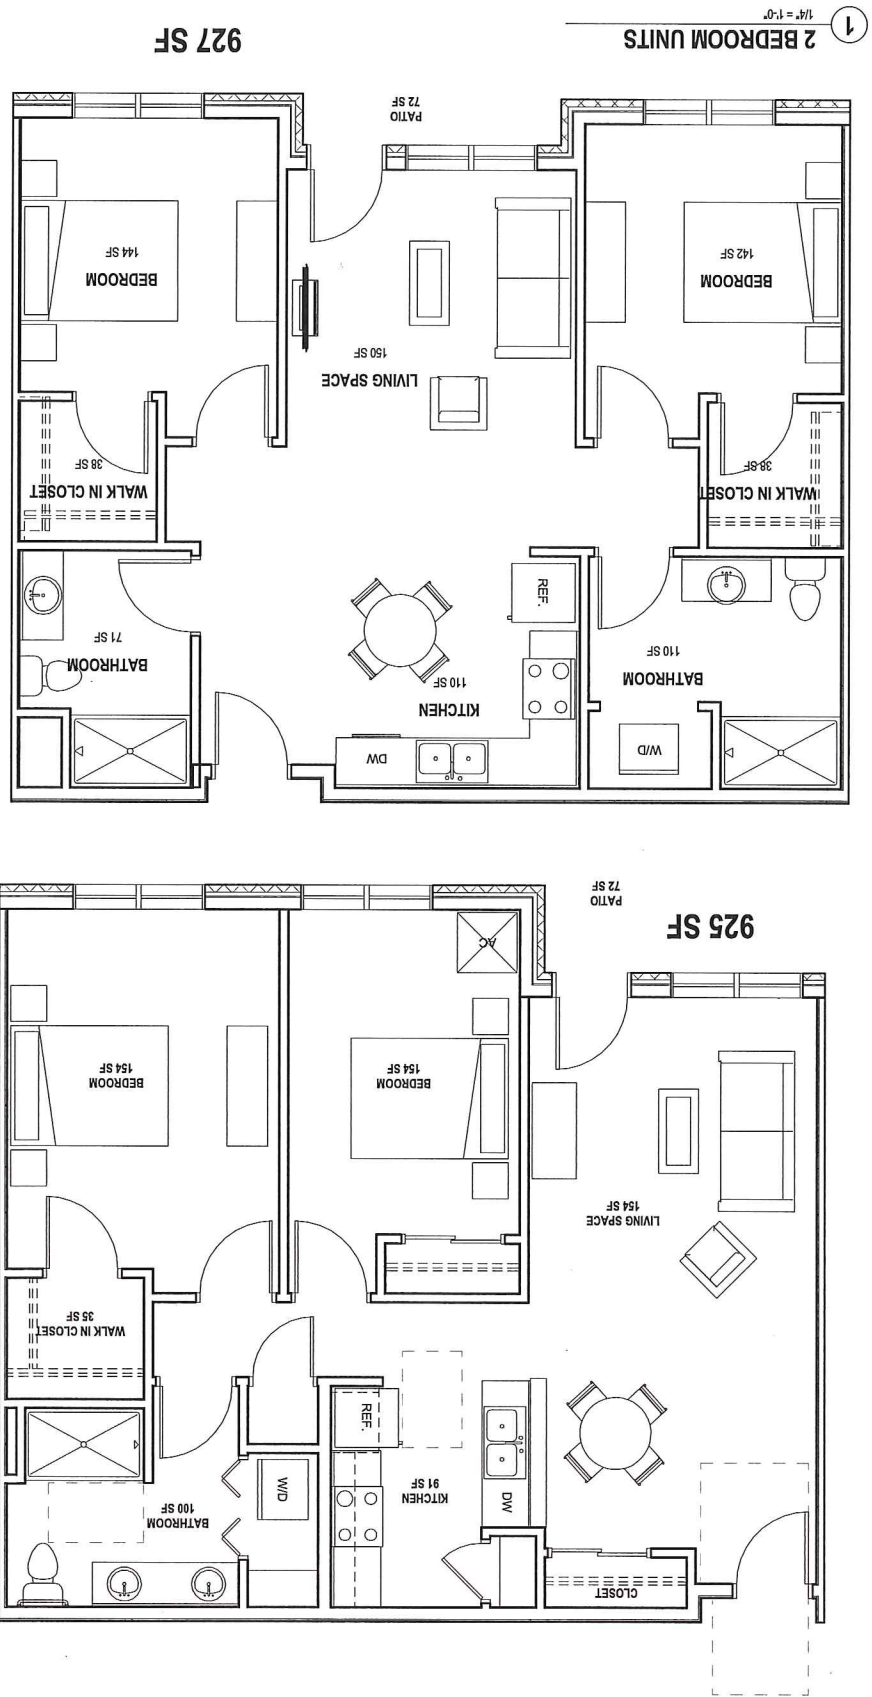 CLOSET
DW
KITCHEN
91 SF
W/D
BATHROOM
100 SF
REF.
WALK IN CLOSET
35 SF
LIVING SPACE
154 SF
BEDROOM
154 SF
BEDROOM
154 SF
AC
925 SF
PATIO
72 SF
W/D
DW
KITCHEN
110 SF
BATHROOM
110 SF
BATHROOM
71 SF
REF.
WALK IN CLOSET
38 SF
WALK IN CLOSET
38 SF
LIVING SPACE
150 SF
BEDROOM
142 SF
BEDROOM
144 SF
PATIO
72 SF
1
2 BEDROOM UNITS
1/4" = 1'-0"
927 SF